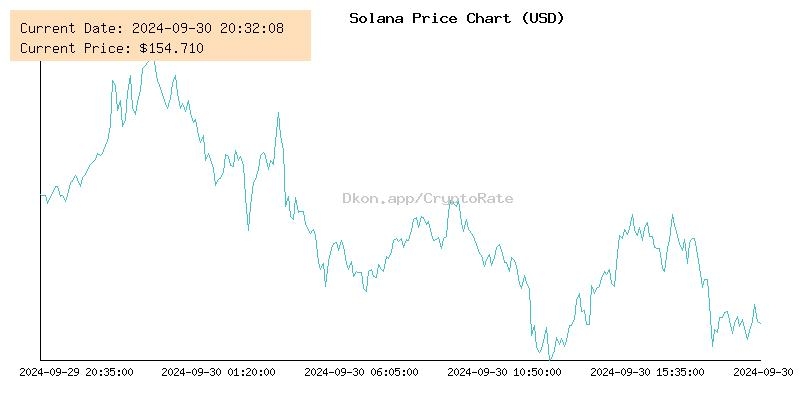 Solana Price Chart (USD)
Current Date: 2024-09-30 20:32:08
Current Price: $154.710
Dkon.app/CryptoRate
2024-09-29 20:35:00 2024-09-30 01:20:00 2024-09-30 06:05:00 2024-09-30 10:50:00 2024-09-30 15:35:00 2024-09-30